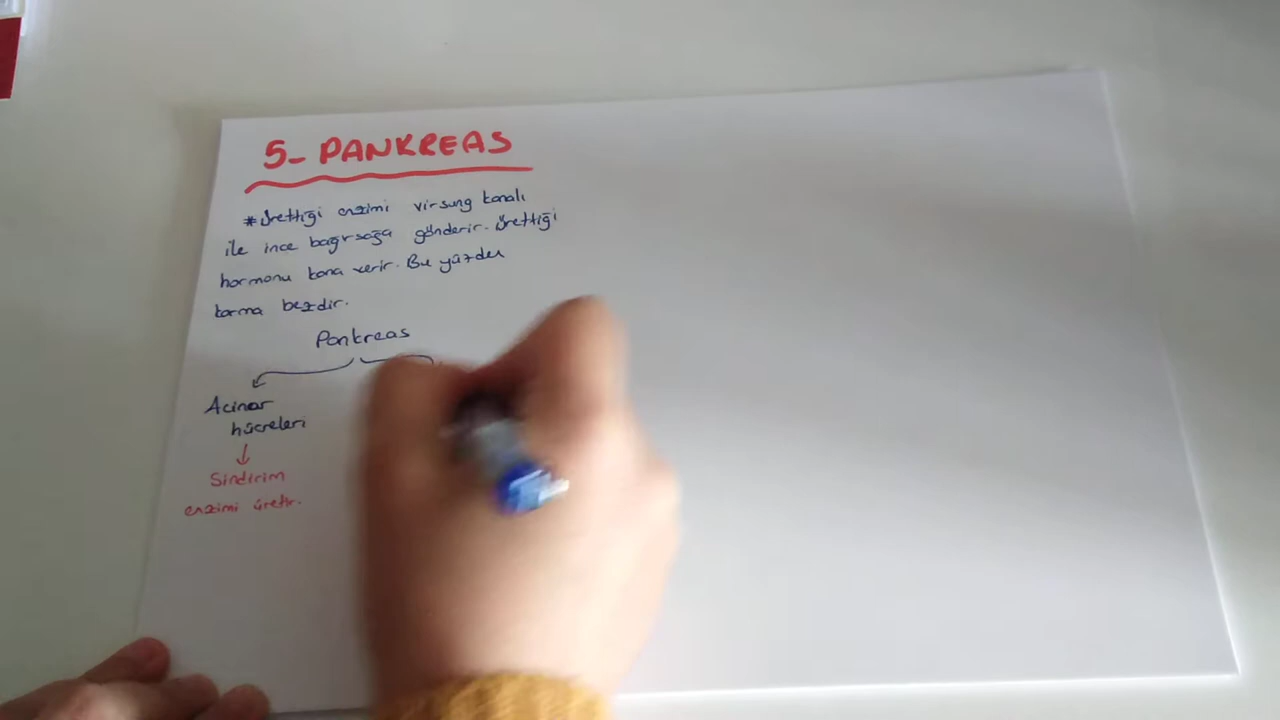 5- PANKREAS
* Ürettiği enzimi virsung kanalı
ile ince bağırsağa gönderir. Ürettiği
hormonu kana verir. Bu yüzden
karma bezdir.
Pankreas
Acinar
hücreleri
Sindirim
enzimi üretir.